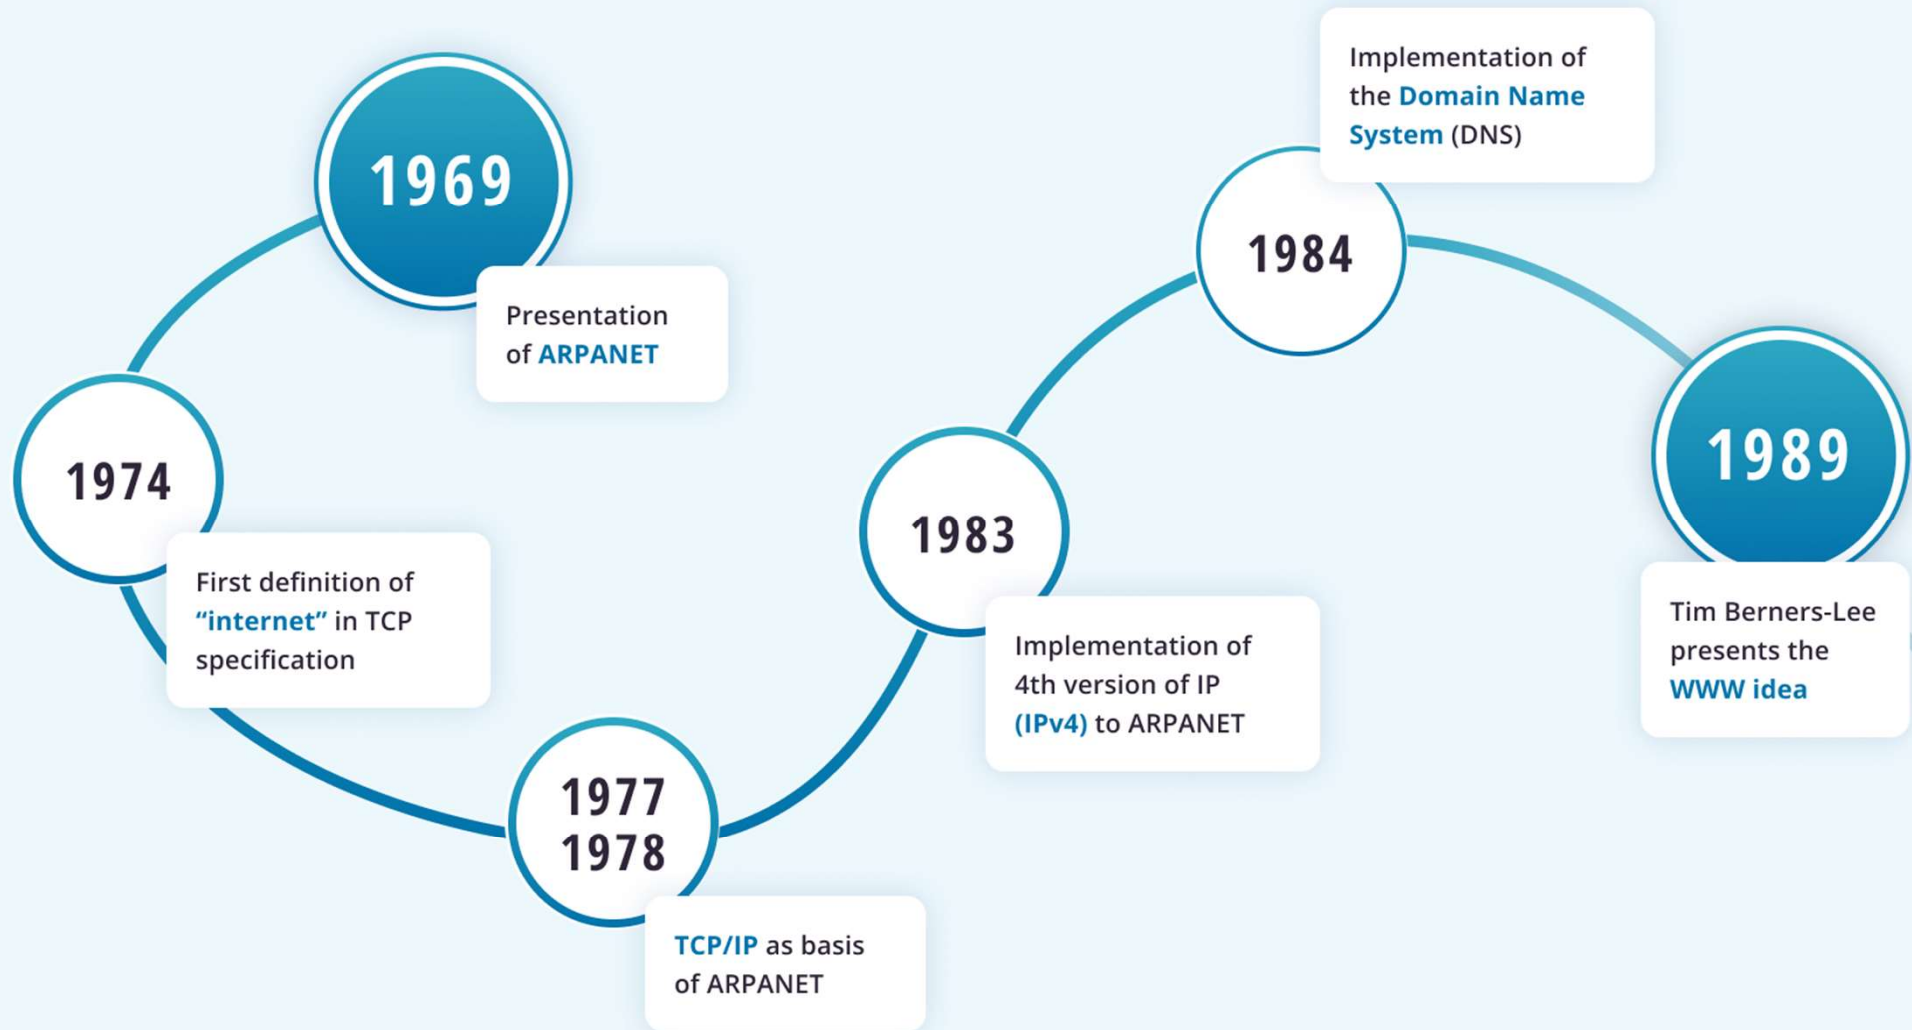 1969
Presentation
of ARPANET
1974
First definition of
“internet” in TCP
specification
1977
1978
TCP/IP as basis
of ARPANET
1983
Implementation of
4th version of IP
(IPv4) to ARPANET
1984
Implementation of
the Domain Name
System (DNS)
1989
Tim Berners-Lee
presents the
WWW idea